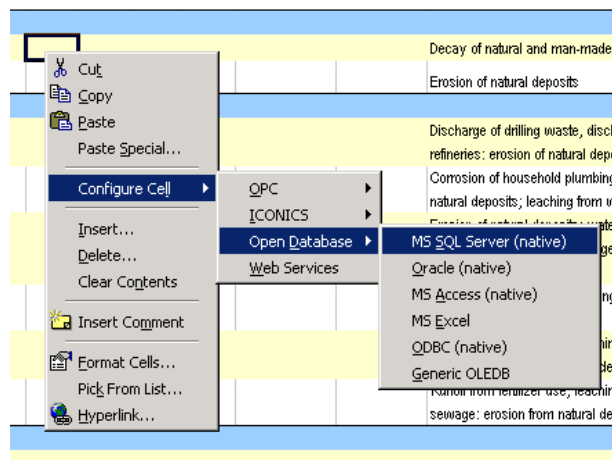 Decay of natural and man-made
Erosion of natural deposits
Discharge of drilling waste, disc
refineries: erosion of natural dep
Corrosion of household plumbing
natural deposits; leaching from
sewage: erosion from natural de
Cut
Copy
Paste
Paste Special...
Configure Cell
Insert...
Delete...
Clear Contents
Insert Comment
Format Cells...
Pick From List...
Hyperlink...
OPC
ICONICS
Open Database
Web Services
MS SQL Server (native)
Oracle (native)
MS Access (native)
MS Excel
ODBC (native)
Generic OLEDB